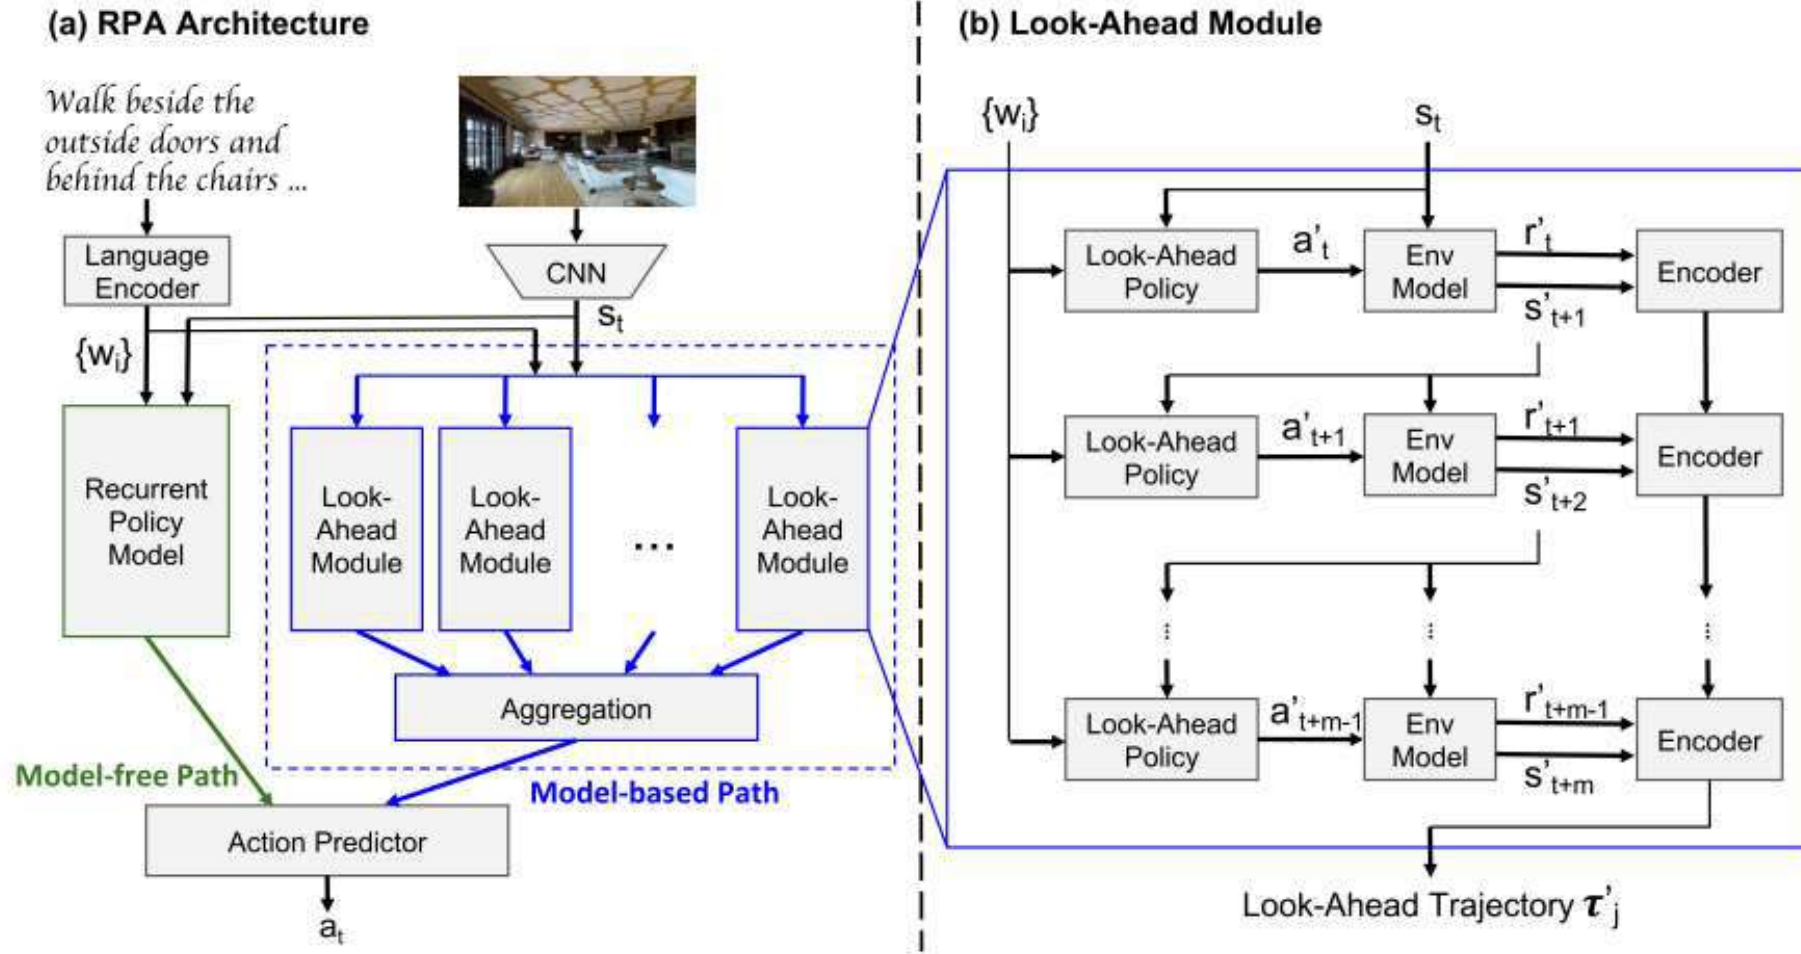 (a) RPA Architecture
Walk beside the
outside doors and
behind the chairs ...
Language
Encoder
CNN
{wᵢ}
sₜ
Recurrent
Policy
Model
Look-
Ahead
Module
Look-
Ahead
Module
...
Look-
Ahead
Module
Aggregation
Model-free Path
Model-based Path
Action Predictor
aₜ
(b) Look-Ahead Module
{wᵢ}
sₜ
Look-Ahead
Policy
a'ₜ
Env
Model
r'ₜ
s'ₜ₊₁
Encoder
Look-Ahead
Policy
a'ₜ₊₁
Env
Model
r'ₜ₊₁
s'ₜ₊₂
Encoder
...
...
...
Look-Ahead
Policy
a'ₜ₊ₘ₋₁
Env
Model
r'ₜ₊ₘ₋₁
s'ₜ₊ₘ
Encoder
Look-Ahead Trajectory τ'ⱼ